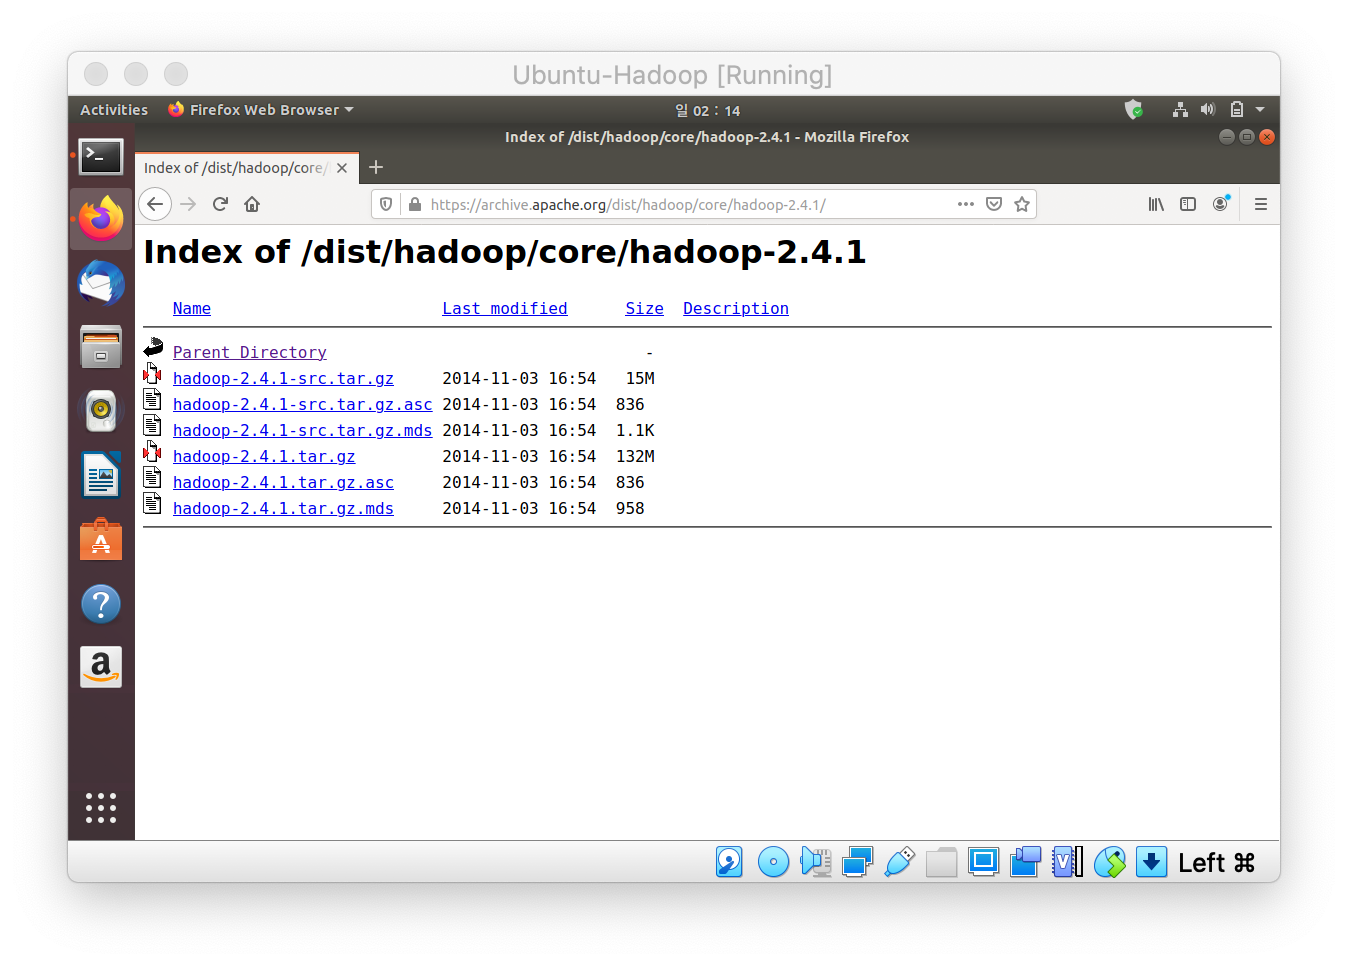 Ubuntu-Hadoop [Running]
Activities Firefox Web Browser 일 02 : 14
Index of /dist/hadoop/core/hadoop-2.4.1 - Mozilla Firefox
Index of /dist/hadoop/core/
https://archive.apache.org/dist/hadoop/core/hadoop-2.4.1/
Index of /dist/hadoop/core/hadoop-2.4.1
Name Last modified Size Description
Parent Directory -
hadoop-2.4.1-src.tar.gz 2014-11-03 16:54 15M
hadoop-2.4.1-src.tar.gz.asc 2014-11-03 16:54 836
hadoop-2.4.1-src.tar.gz.mds 2014-11-03 16:54 1.1K
hadoop-2.4.1.tar.gz 2014-11-03 16:54 132M
hadoop-2.4.1.tar.gz.asc 2014-11-03 16:54 836
hadoop-2.4.1.tar.gz.mds 2014-11-03 16:54 958
Left ⌘